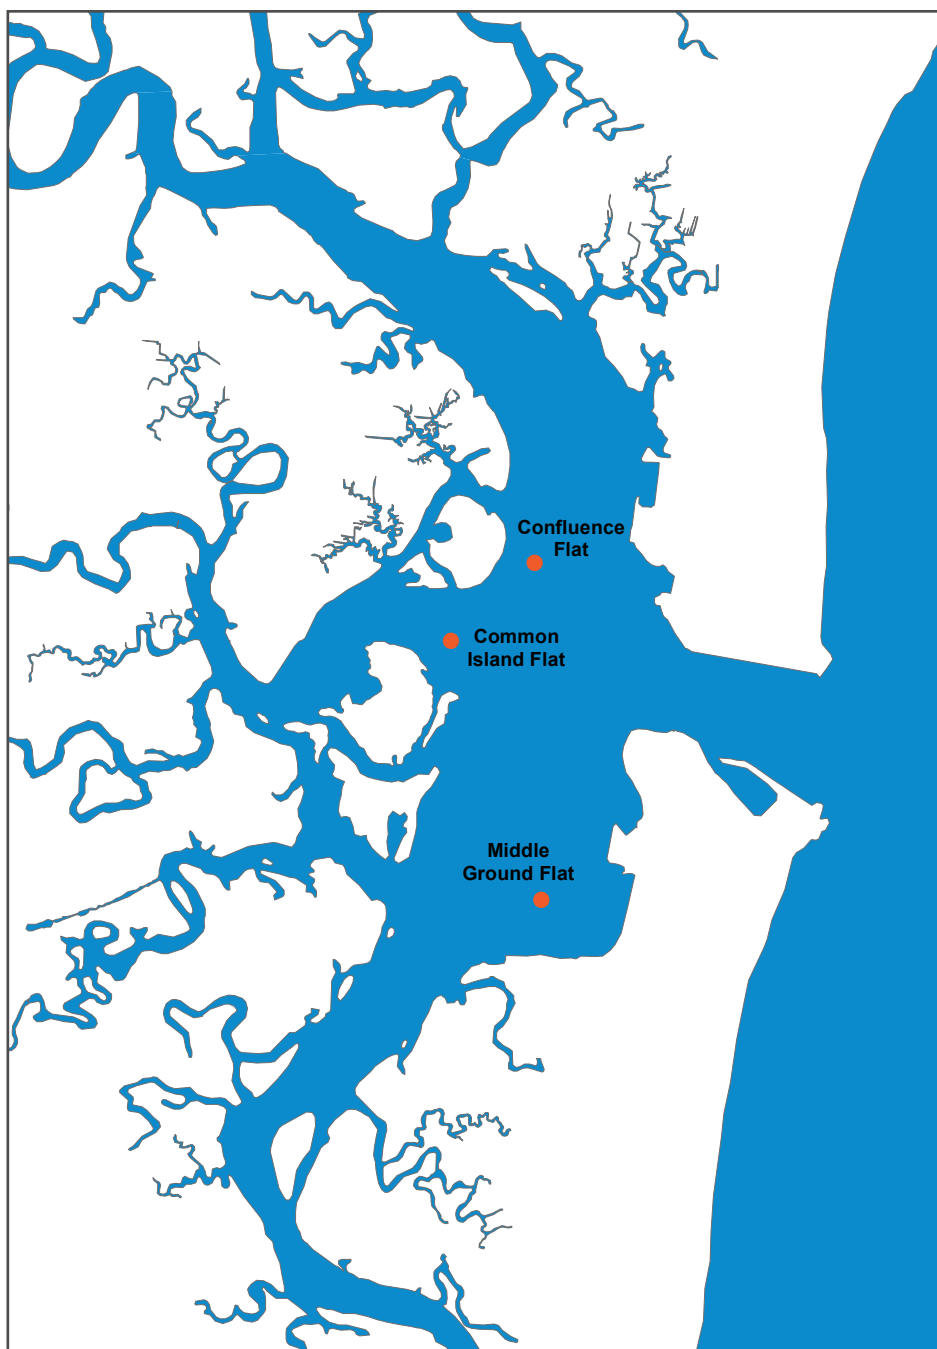 Confluence
Flat
Common
Island Flat
Middle
Ground Flat